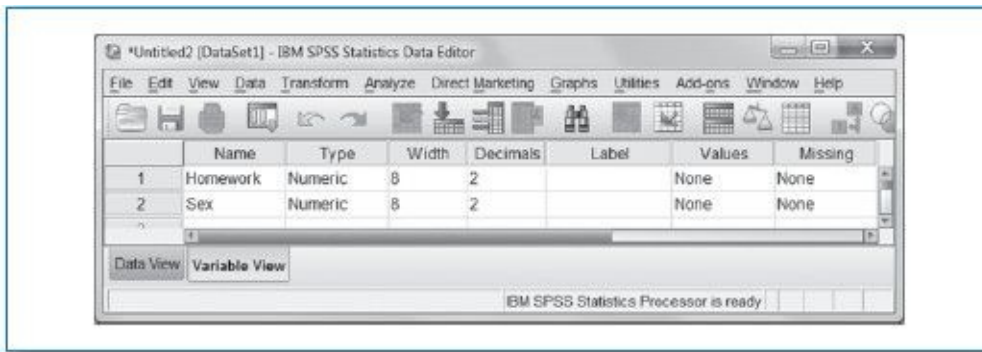 *Untitled2 [DataSet1] - IBM SPSS Statistics Data Editor
File Edit View Data Transform Analyze Direct Marketing Graphs Utilities Add-ons Window Help
Name Type Width Decimals Label Values Missing
1 Homework Numeric 8 2 None None
2 Sex Numeric 8 2 None None
Data View Variable View
IBM SPSS Statistics Processor is ready